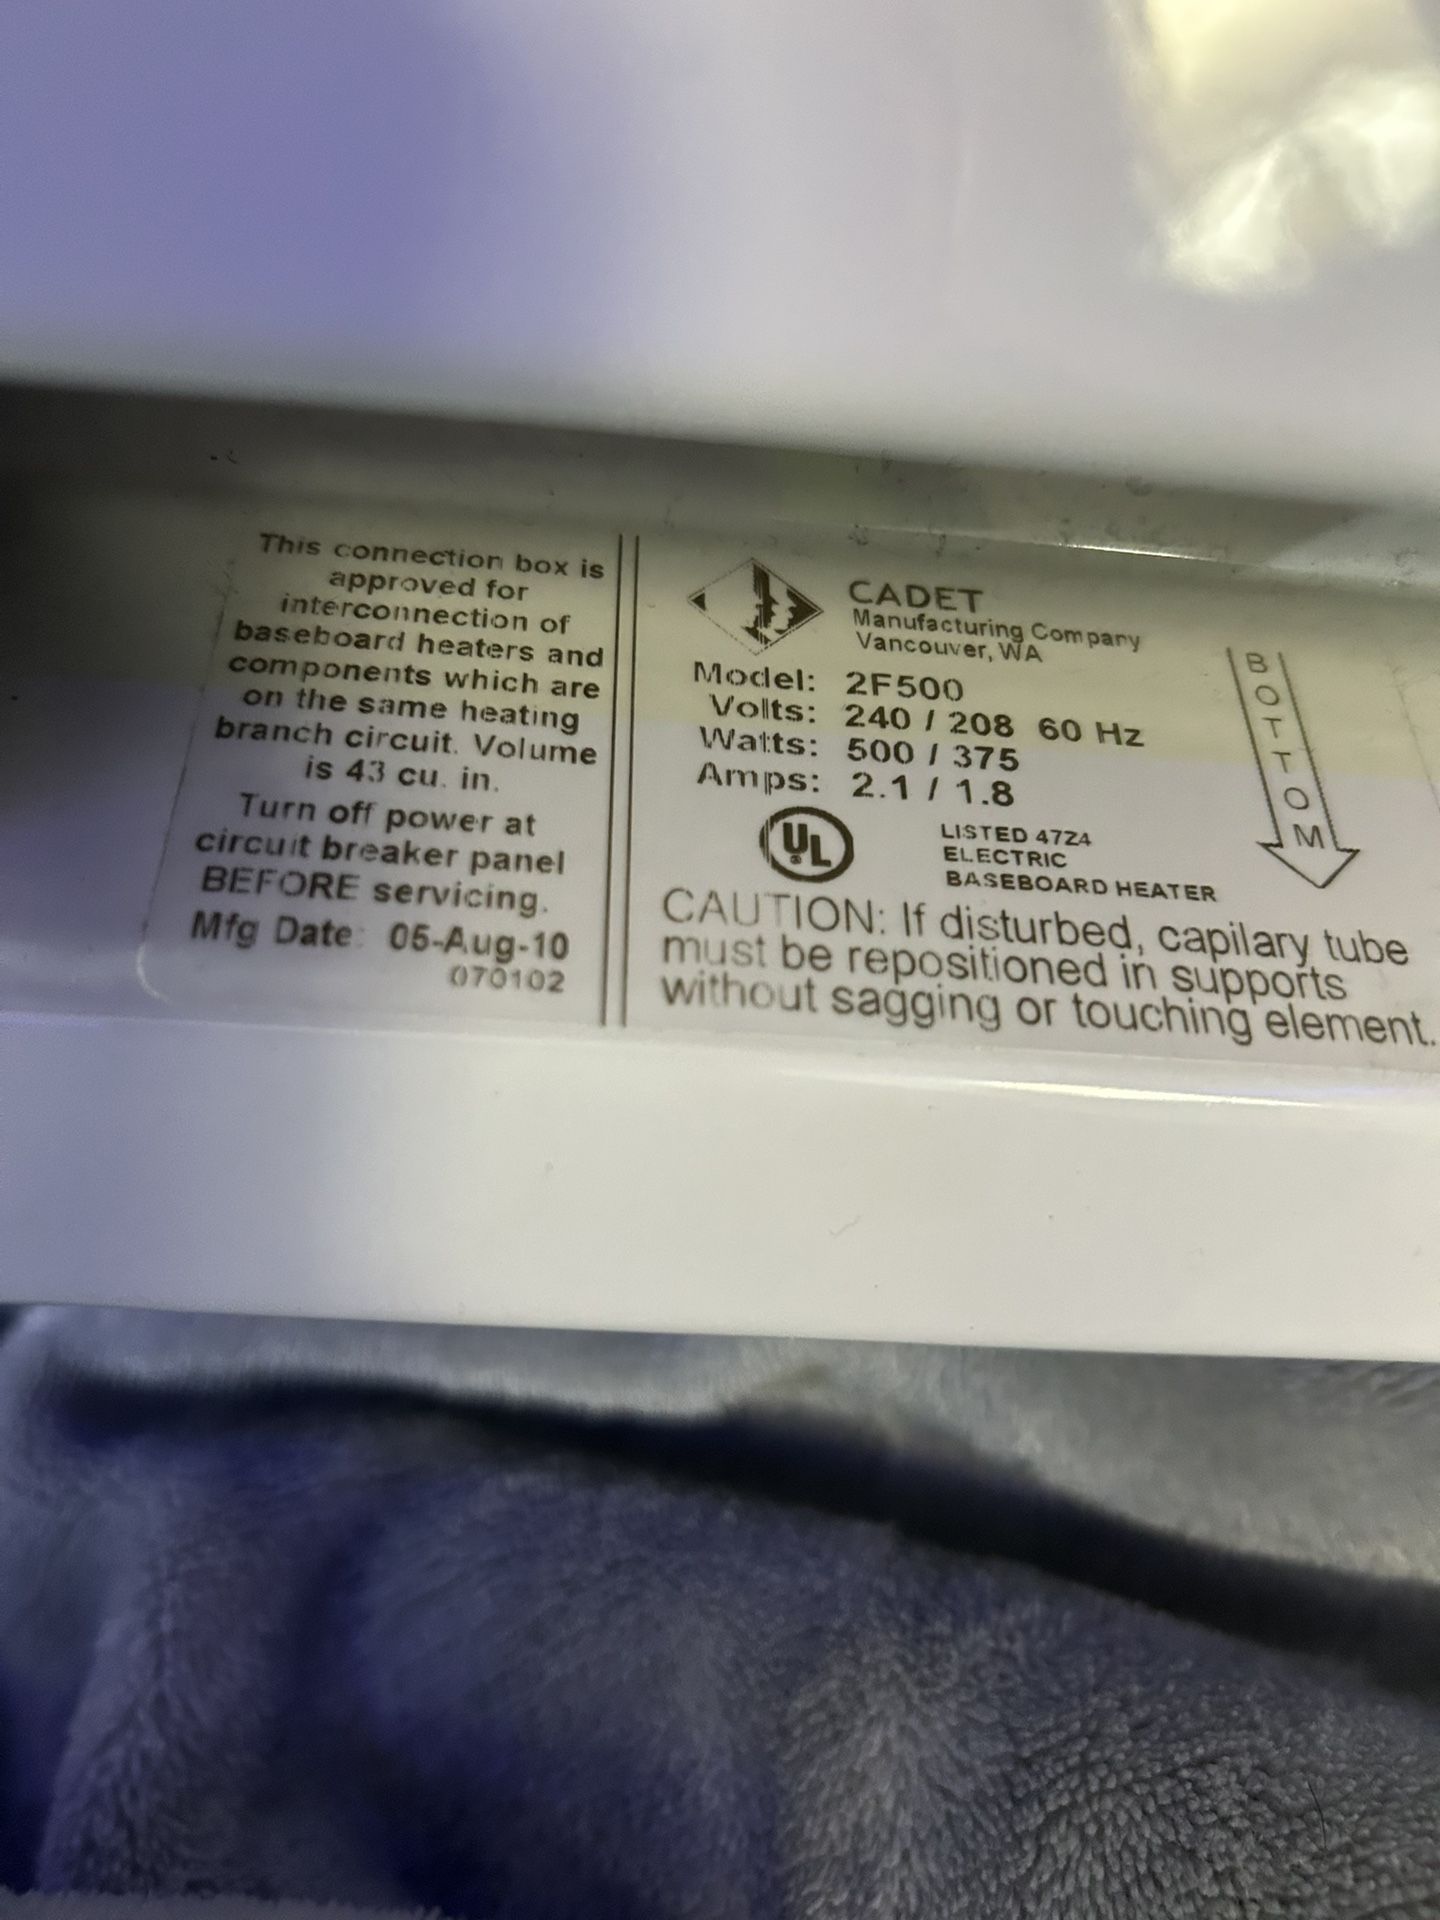 This connection box is
approved for
interconnection of
baseboard heaters and
components which are
on the same heating
branch circuit. Volume
is 43 cu. in.
Turn off power at
circuit breaker panel
BEFORE servicing.
Mfg Date: 05-Aug-10
070102
CADET
Manufacturing Company
Vancouver, WA
Model: 2F500
Volts: 240 / 208 60 Hz
Watts: 500 / 375
Amps: 2.1 / 1.8
UL®
LISTED 47Z4
ELECTRIC
BASEBOARD HEATER
CAUTION: If disturbed, capilary tube
must be repositioned in supports
without sagging or touching element.
BOTTOM